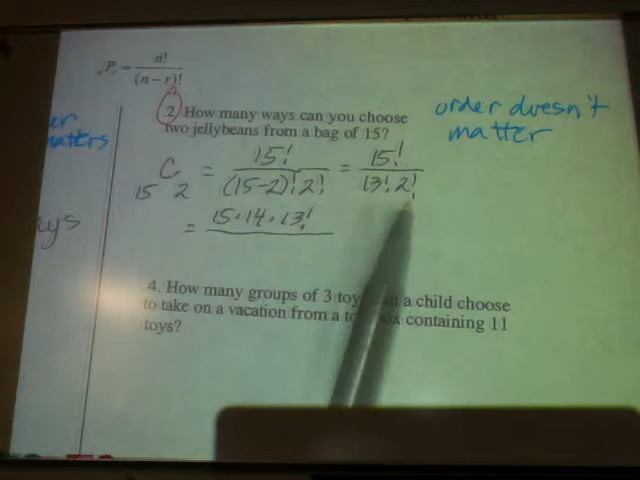 nPr = n! / (n − r)!
2. How many ways can you choose
two jellybeans from a bag of 15?
order doesn't
matter
er
matters
15 C 2 = 15! / (15-2)! 2! = 15! / 13! 2!
ys
= 15 · 14 · 13!
4. How many groups of 3 toys can a child choose
to take on a vacation from a toy box containing 11
toys?